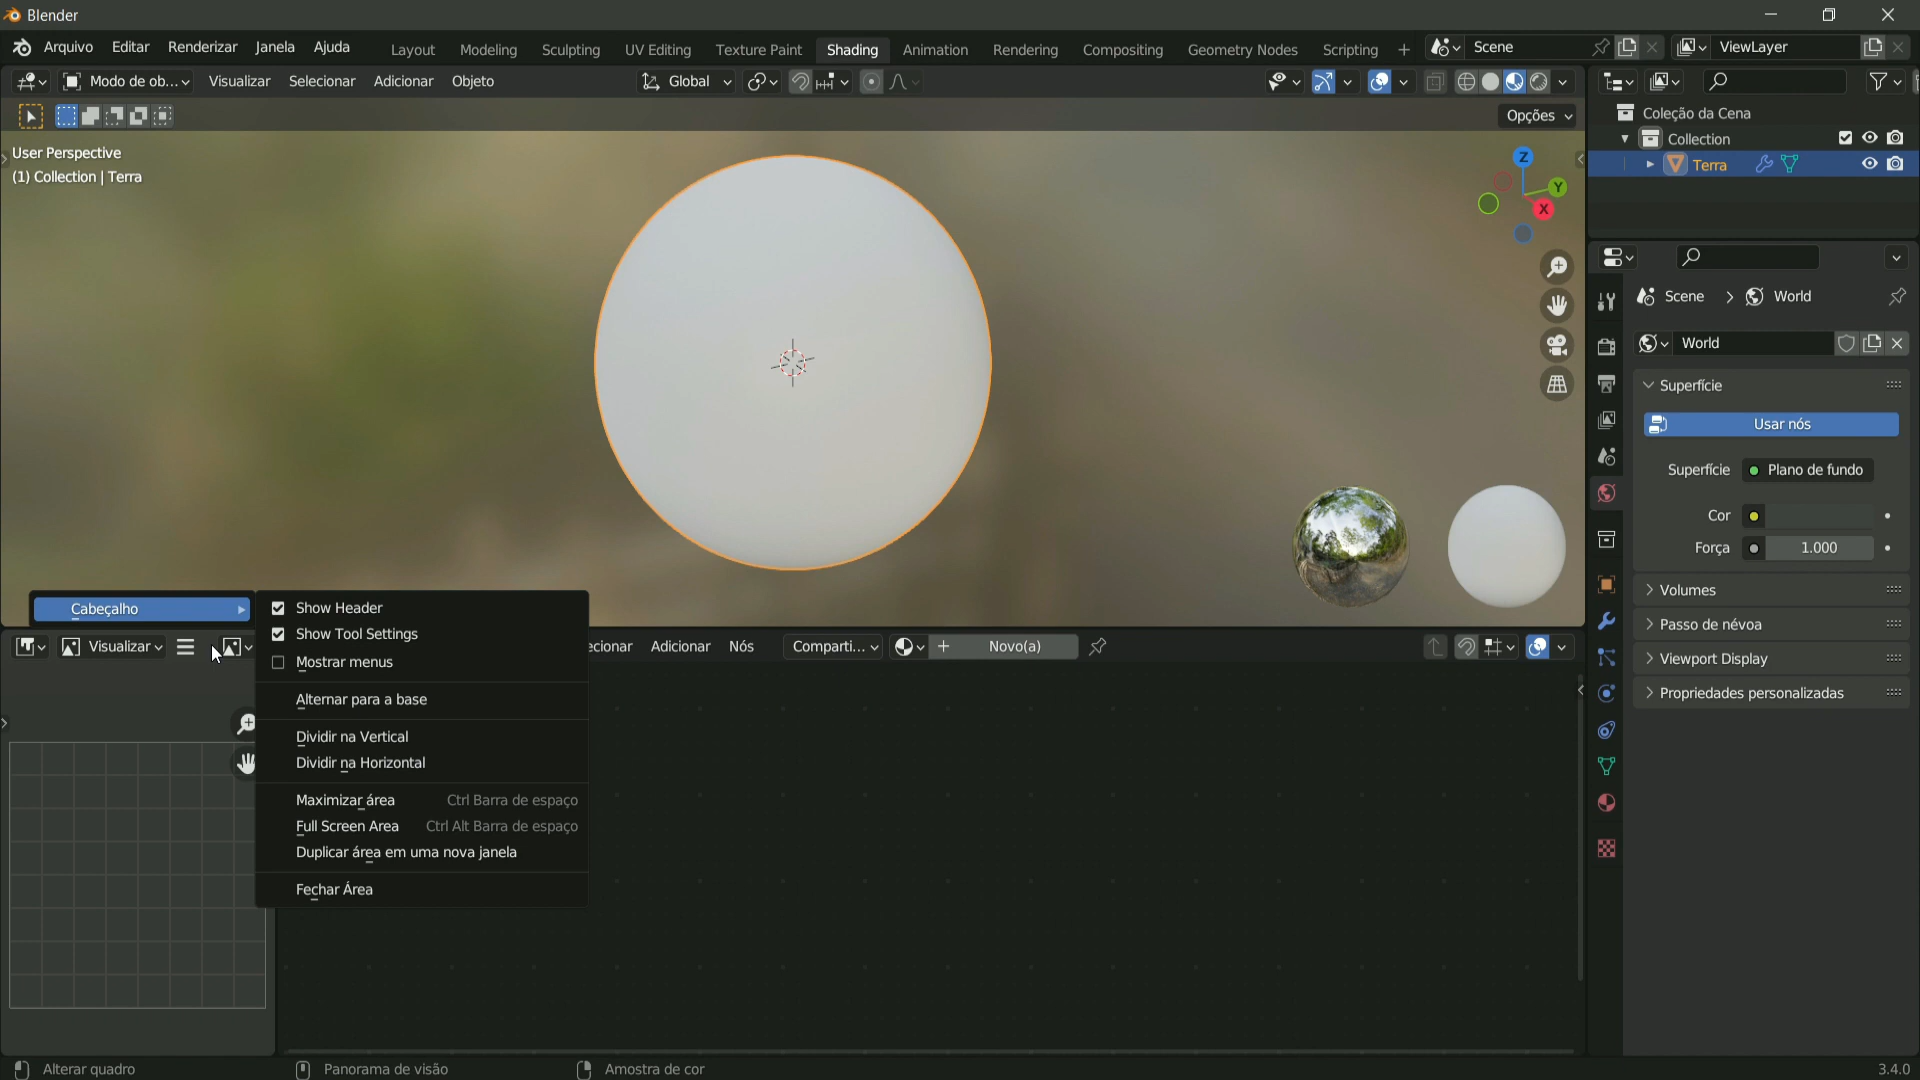 Blender
Arquivo Editar Renderizar Janela Ajuda Layout Modeling Sculpting UV Editing Texture Paint Shading Animation Rendering Compositing Geometry Nodes Scripting + Scene ViewLayer
Modo de ob... Visualizar Selecionar Adicionar Objeto Global
Opções
Coleção da Cena
Collection
Terra
User Perspective
(1) Collection | Terra
Z
Y
X
Scene > World
World
Superfície
Usar nós
Superfície Plano de fundo
Cor
Força 1.000
Volumes
Passo de névoa
Viewport Display
Propriedades personalizadas
Cabeçalho
Show Header
Show Tool Settings
Mostrar menus
Alternar para a base
Dividir na Vertical
Dividir na Horizontal
Maximizar área Ctrl Barra de espaço
Full Screen Area Ctrl Alt Barra de espaço
Duplicar área em uma nova janela
Fechar Área
Visualizar ecionar Adicionar Nós Comparti... + Novo(a)
Alterar quadro Panorama de visão Amostra de cor 3.4.0